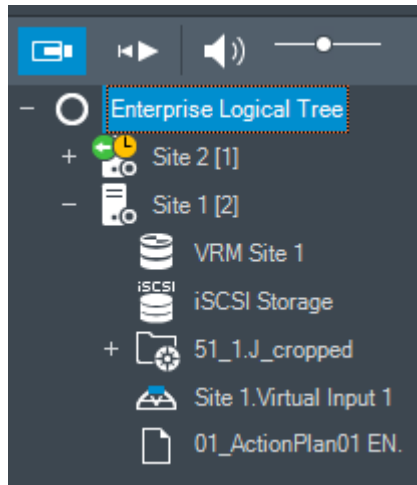 Enterprise Logical Tree
Site 2 [1]
Site 1 [2]
VRM Site 1
iSCSI
iSCSI Storage
51_1.J_cropped
Site 1.Virtual Input 1
01_ActionPlan01 EN.